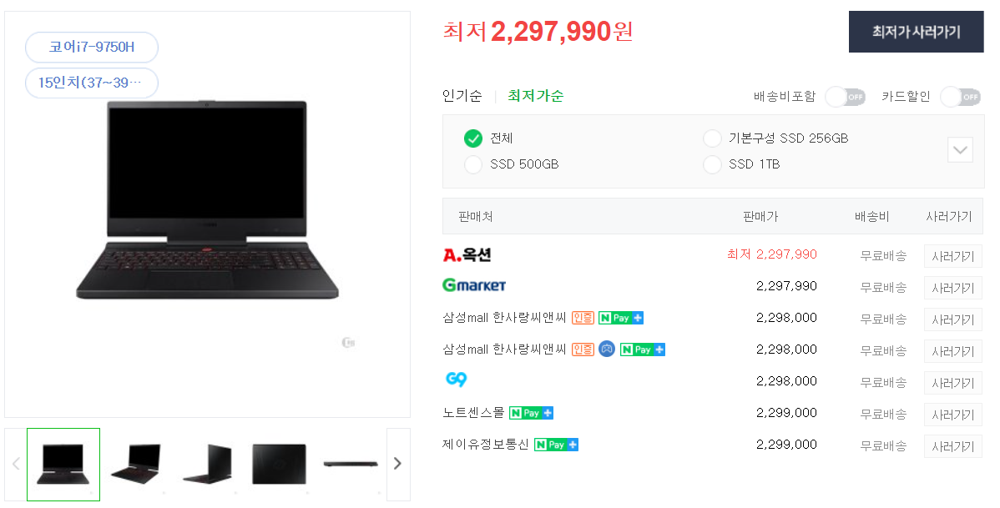 코어i7-9750H
15인치(37~39…
최저 2,297,990원
최저가 사러가기
인기순 최저가순 배송비포함 OFF 카드할인 OFF
전체 기본구성 SSD 256GB
SSD 500GB SSD 1TB
판매처 판매가 배송비 사러가기
A.옥션 최저 2,297,990 무료배송 사러가기
Gmarket 2,297,990 무료배송 사러가기
삼성mall 한사랑씨앤씨 인증 N Pay + 2,298,000 무료배송 사러가기
삼성mall 한사랑씨앤씨 인증 N Pay + 2,298,000 무료배송 사러가기
G9 2,298,000 무료배송 사러가기
노트센스몰 N Pay + 2,299,000 무료배송 사러가기
제이유정보통신 N Pay + 2,299,000 무료배송 사러가기